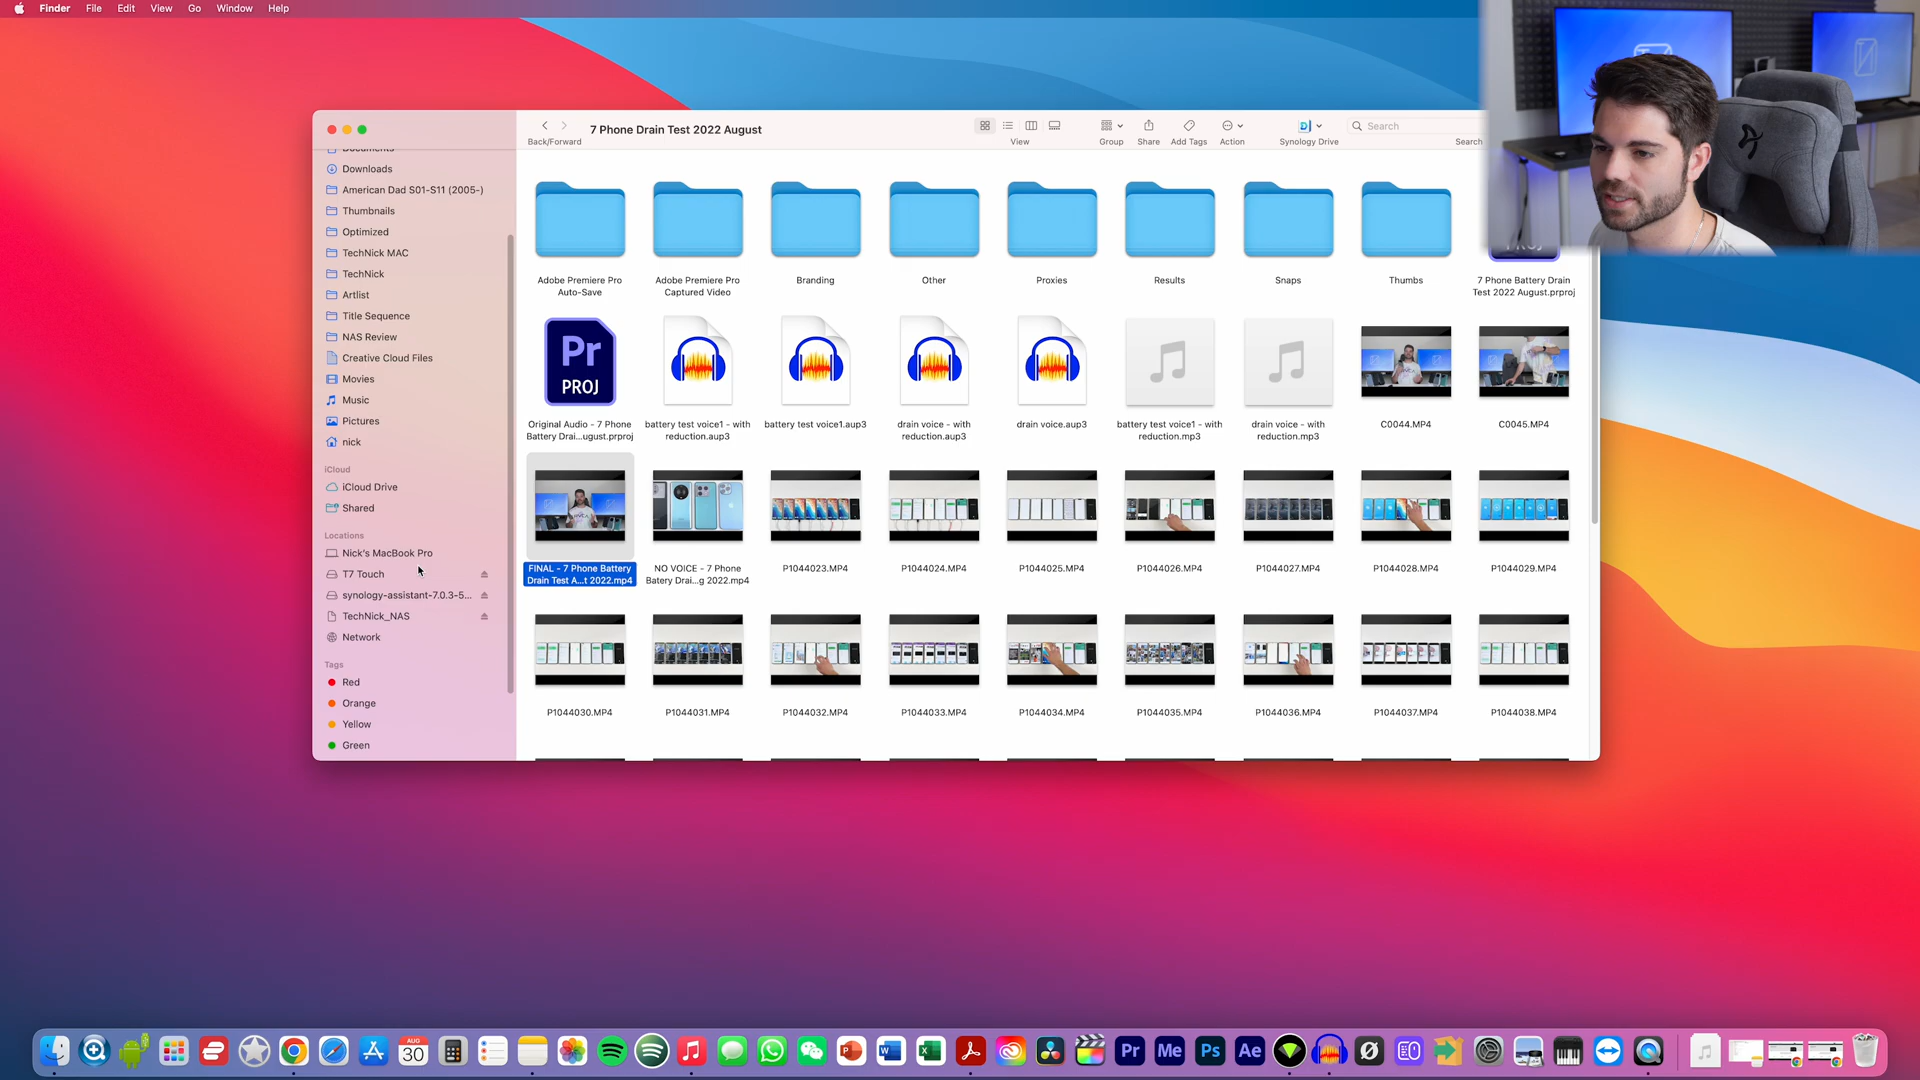 Finder File Edit View Go Window Help
7 Phone Drain Test 2022 August
Search
Back/Forward View Group Share Add Tags Action Synology Drive Search
Documents
Downloads
American Dad S01-S11 (2005-)
Thumbnails
Optimized
TechNick MAC
TechNick
Artlist
Title Sequence
NAS Review
Creative Cloud Files
Movies
Music
Pictures
nick
iCloud
iCloud Drive
Shared
Locations
Nick's MacBook Pro
T7 Touch
synology-assistant-7.0.3-5...
TechNick_NAS
Network
Tags
Red
Orange
Yellow
Green
Adobe Premiere Pro
Auto-Save
Adobe Premiere Pro
Captured Video
Branding
Other
Proxies
Results
Snaps
Thumbs
PROJ
7 Phone Battery Drain
Test 2022 August.prproj
Pr
PROJ
Original Audio - 7 Phone
Battery Drai...ugust.prproj
battery test voice1 - with
reduction.aup3
battery test voice1.aup3
drain voice - with
reduction.aup3
drain voice.aup3
battery test voice1 - with
reduction.mp3
drain voice - with
reduction.mp3
C0044.MP4
C0045.MP4
FINAL - 7 Phone Battery
Drain Test A...t 2022.mp4
NO VOICE - 7 Phone
Batery Drai...g 2022.mp4
P1044023.MP4
P1044024.MP4
P1044025.MP4
P1044026.MP4
P1044027.MP4
P1044028.MP4
P1044029.MP4
P1044030.MP4
P1044031.MP4
P1044032.MP4
P1044033.MP4
P1044034.MP4
P1044035.MP4
P1044036.MP4
P1044037.MP4
P1044038.MP4
AUG
30
Pr Me Ps Ae